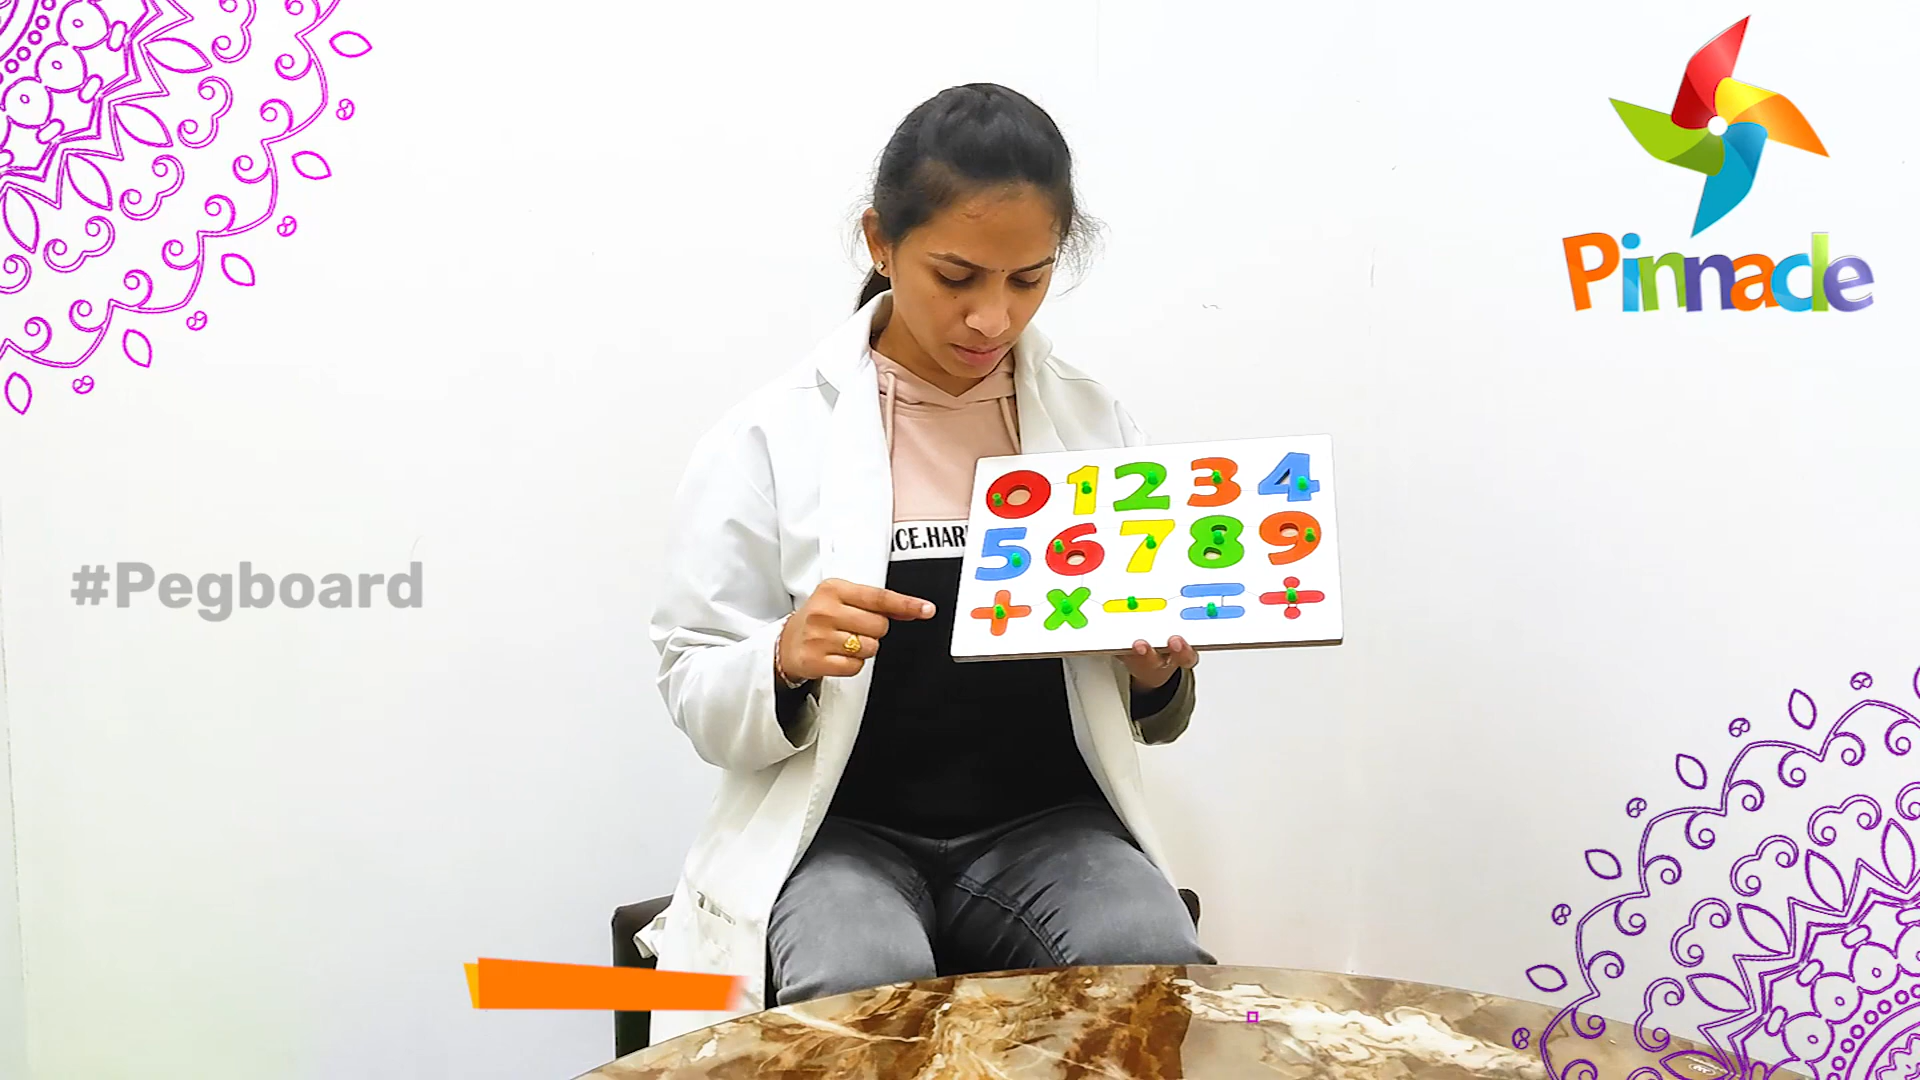 Pinnacle
#Pegboard
CE.HAR
0 1 2 3 4
5 6 7 8 9
+ × − = ÷